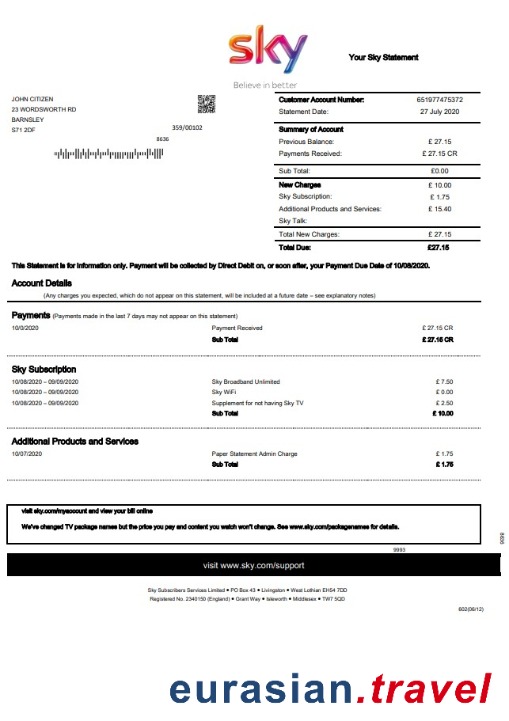 sky
Your Sky Statement
Believe in better
JOHN CITIZEN
23 WORDSWORTH RD
BARNSLEY
S71 2DF
359/00102
8636
Customer Account Number: 651977475372
Statement Date: 27 July 2020
Summary of Account
Previous Balance: £ 27.15
Payments Received: £ 27.15 CR
Sub Total: £0.00
New Charges £ 10.00
Sky Subscription: £ 1.75
Additional Products and Services: £ 15.40
Sky Talk:
Total New Charges: £ 27.15
Total Due: £27.15
This Statement is for information only. Payment will be collected by Direct Debit on, or soon after, your Payment Due Date of 10/08/2020.
Account Details
(Any charges you expected, which do not appear on this statement, will be included at a future date – see explanatory notes)
Payments (Payments made in the last 7 days may not appear on this statement)
10/0/2020 Payment Received £ 27.15 CR
Sub Total £ 27.15 CR
Sky Subscription
10/08/2020 – 09/09/2020 Sky Broadband Unlimited £ 7.50
10/08/2020 – 09/09/2020 Sky WiFi £ 0.00
10/08/2020 – 09/09/2020 Supplement for not having Sky TV £ 2.50
Sub Total £ 10.00
Additional Products and Services
10/07/2020 Paper Statement Admin Charge £ 1.75
Sub Total £ 1.75
visit sky.com/myaccount and view your bill online
We've changed TV package names but the price you pay and content you watch won't change. See www.sky.com/packagenames for details.
9993
visit www.sky.com/support
Sky Subscribers Services Limited • PO Box 43 • Livingston • West Lothian EH54 7DD
Registered No. 2340150 (England) • Grant Way • Isleworth • Middlesex • TW7 5QD
602(08/12)
eurasian.travel